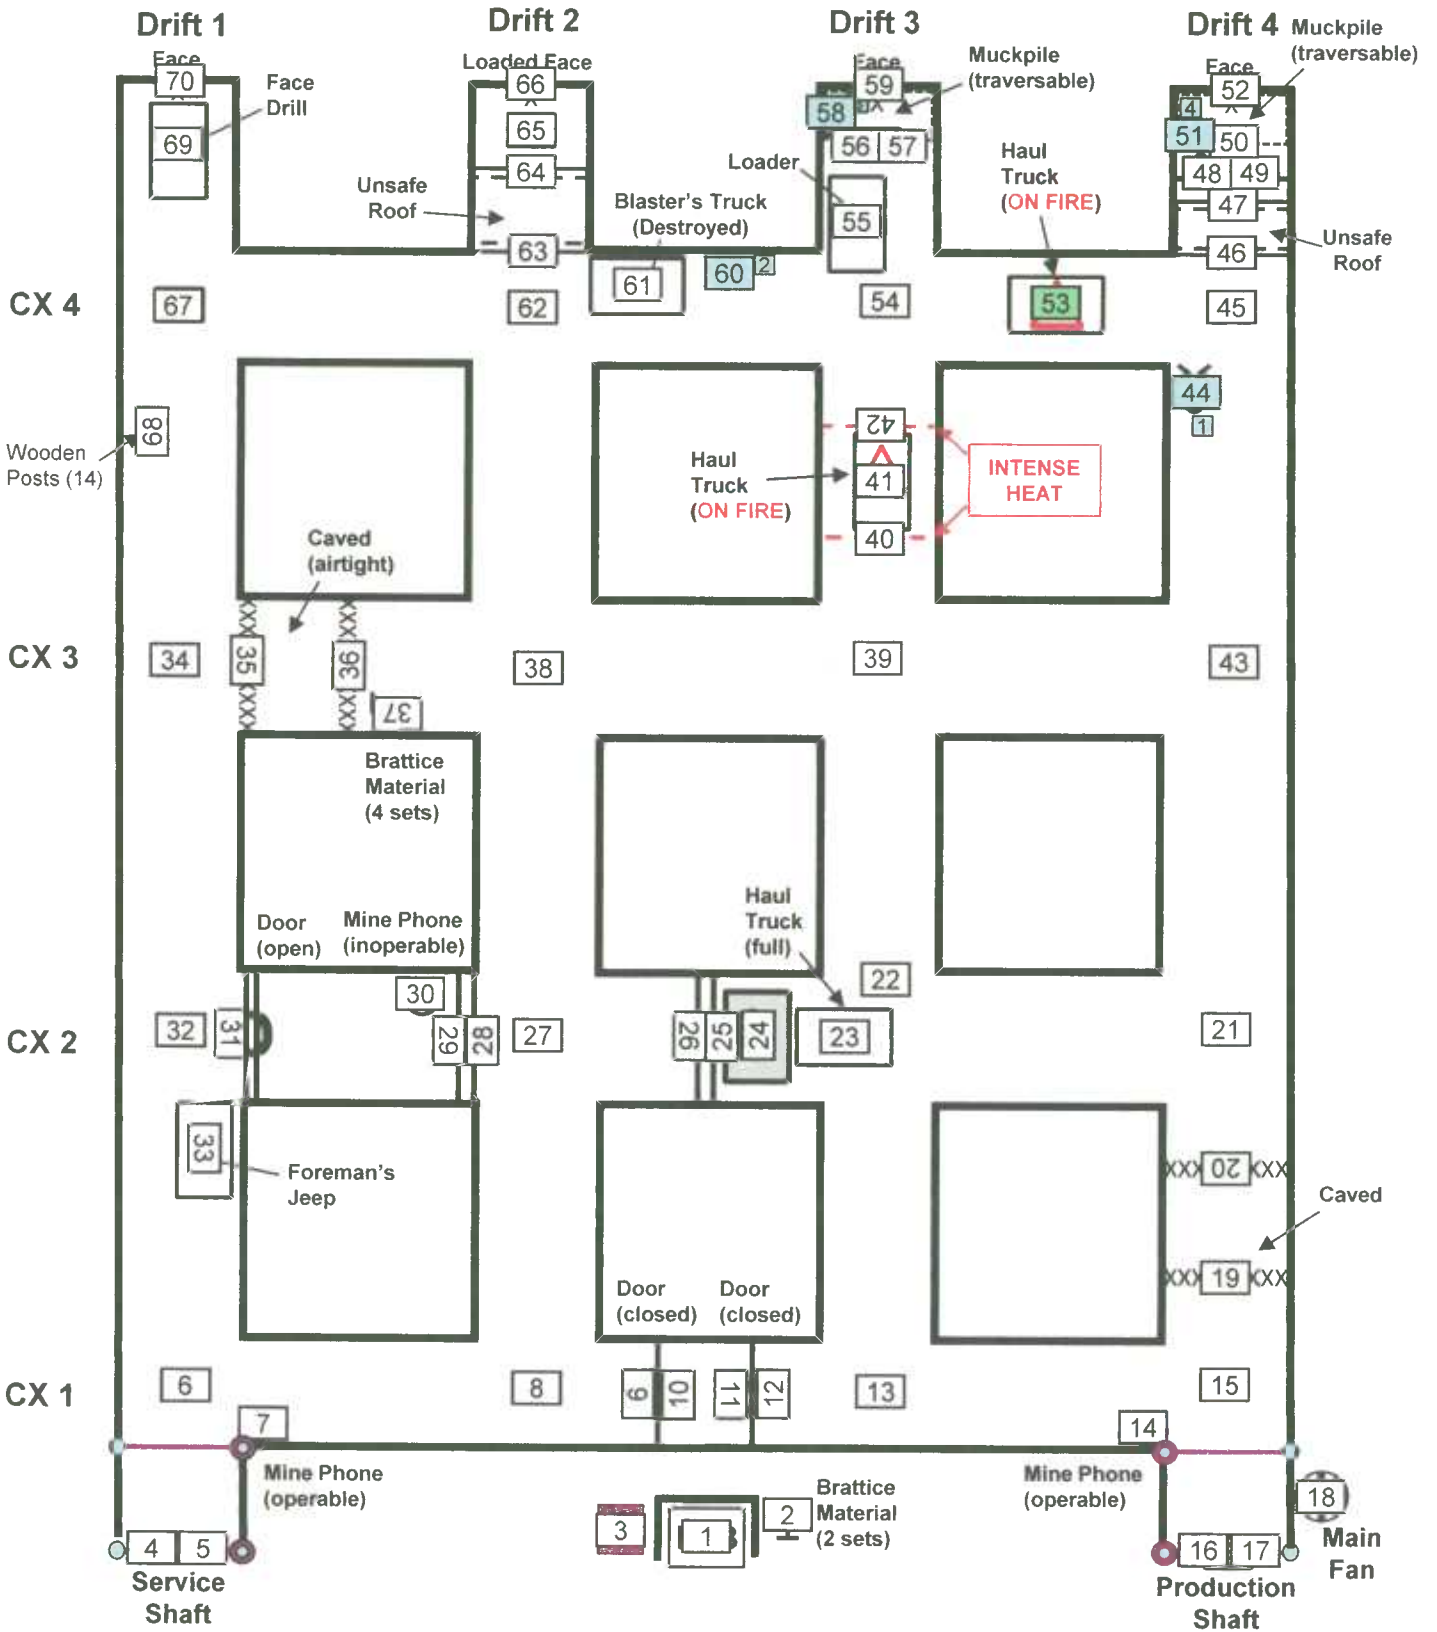 Drift 1
Drift 2
Drift 3
Drift 4
Muckpile
(traversable)
Face
70
Face
Drill
69
Loaded Face
66
65
64
Unsafe
Roof
63
Face
59
58
Muckpile
(traversable)
56
57
Loader
55
Blaster's Truck
(Destroyed)
61
60
2
Haul
Truck
(ON FIRE)
53
Face
52
4
51
50
48
49
47
46
Unsafe
Roof
CX 4
67
62
54
45
68
Wooden
Posts (14)
44
1
42
Haul
Truck
(ON FIRE)
41
40
INTENSE
HEAT
Caved
(airtight)
CX 3
34
35
36
37
38
39
43
Brattice
Material
(4 sets)
Door
(open)
Mine Phone
(inoperable)
30
Haul
Truck
(full)
22
CX 2
32
31
29
28
27
26
25
24
23
21
33
Foreman's
Jeep
20
Caved
19
Door
(closed)
Door
(closed)
CX 1
6
8
9
10
11
12
13
15
7
14
Mine Phone
(operable)
Mine Phone
(operable)
3
1
2
Brattice
Material
(2 sets)
18
Main
Fan
4
5
Service
Shaft
16
17
Production
Shaft